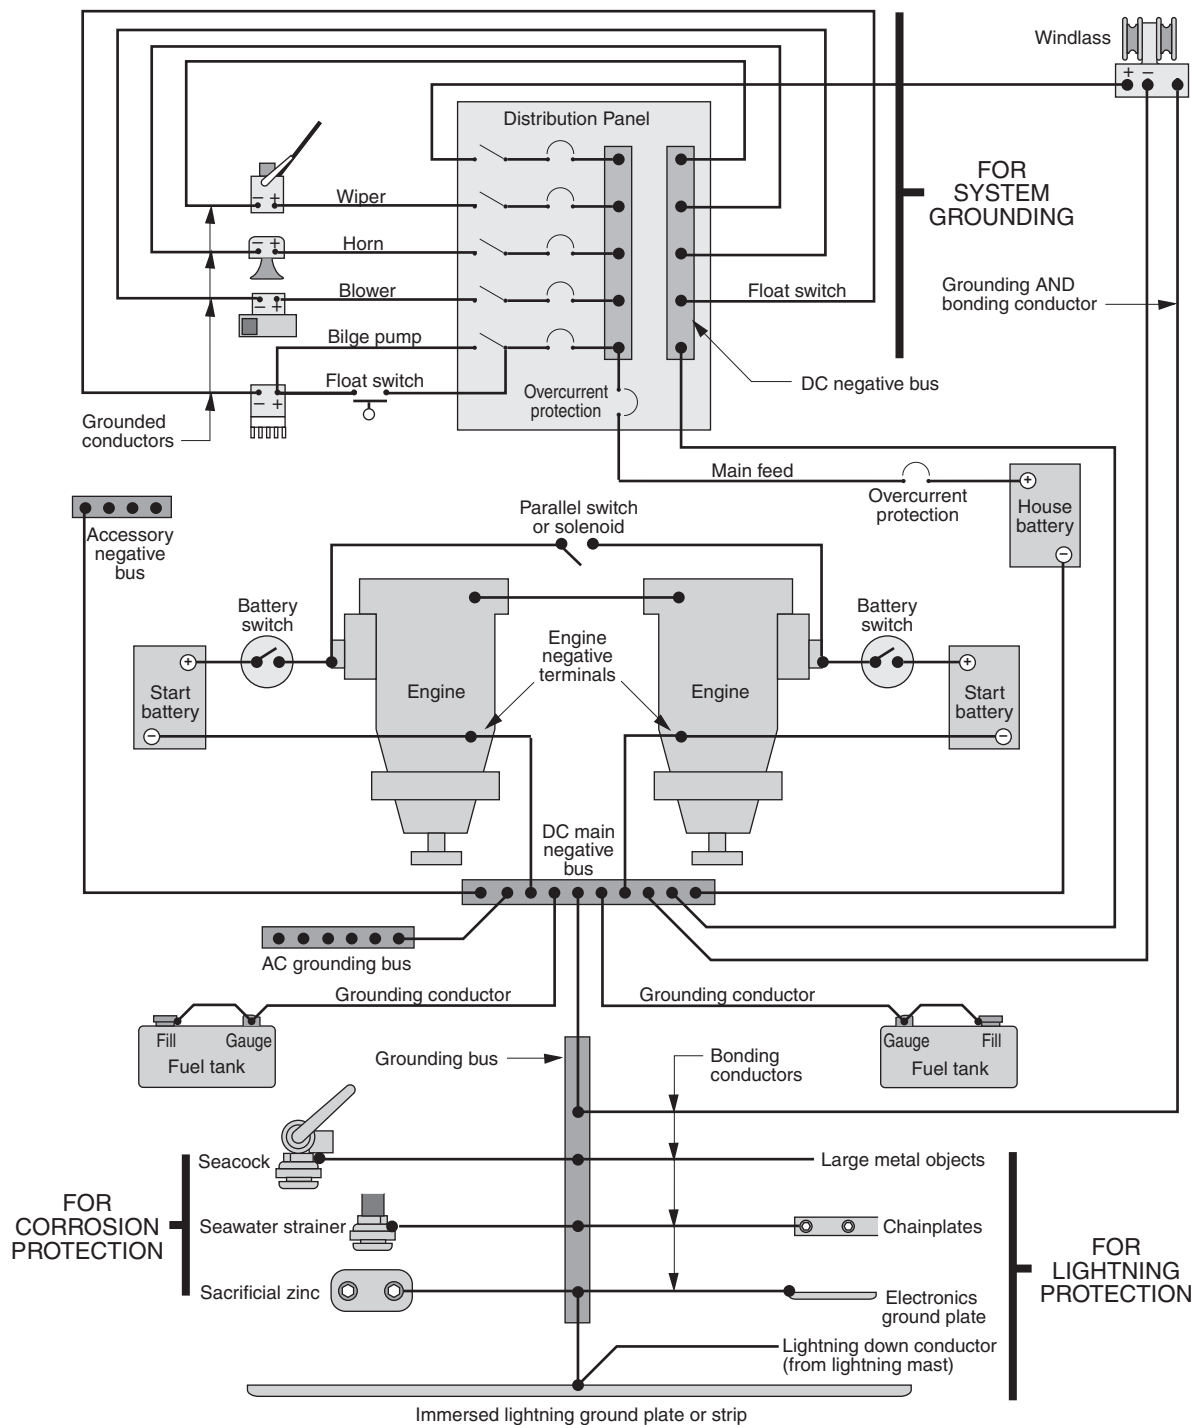 Windlass
+ −
Distribution Panel
FOR
SYSTEM
GROUNDING
− +
Wiper
− +
Horn
− +
Blower
Float switch
Grounding AND
bonding conductor
Bilge pump
Float switch
− +
Overcurrent
protection
DC negative bus
Grounded
conductors
Main feed
+
Overcurrent
protection
House
battery
−
Accessory
negative
bus
Parallel switch
or solenoid
Battery
switch
Battery
switch
Engine
negative
terminals
+
Start
battery
−
Engine
Engine
+
Start
battery
−
DC main
negative
bus
AC grounding bus
Grounding conductor
Grounding conductor
Fill
Gauge
Fuel tank
Gauge
Fill
Fuel tank
Grounding bus
Bonding
conductors
Seacock
Large metal objects
FOR
CORROSION
PROTECTION
Seawater strainer
Chainplates
FOR
LIGHTNING
PROTECTION
Sacrificial zinc
Electronics
ground plate
Lightning down conductor
(from lightning mast)
Immersed lightning ground plate or strip